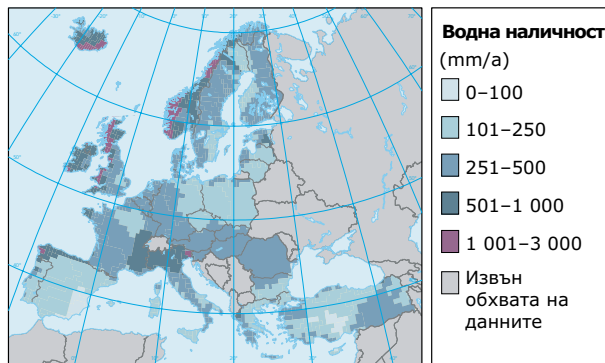 Водна наличност
(mm/a)
0–100
101–250
251–500
501–1 000
1 001–3 000
Извън
обхвата на
данните